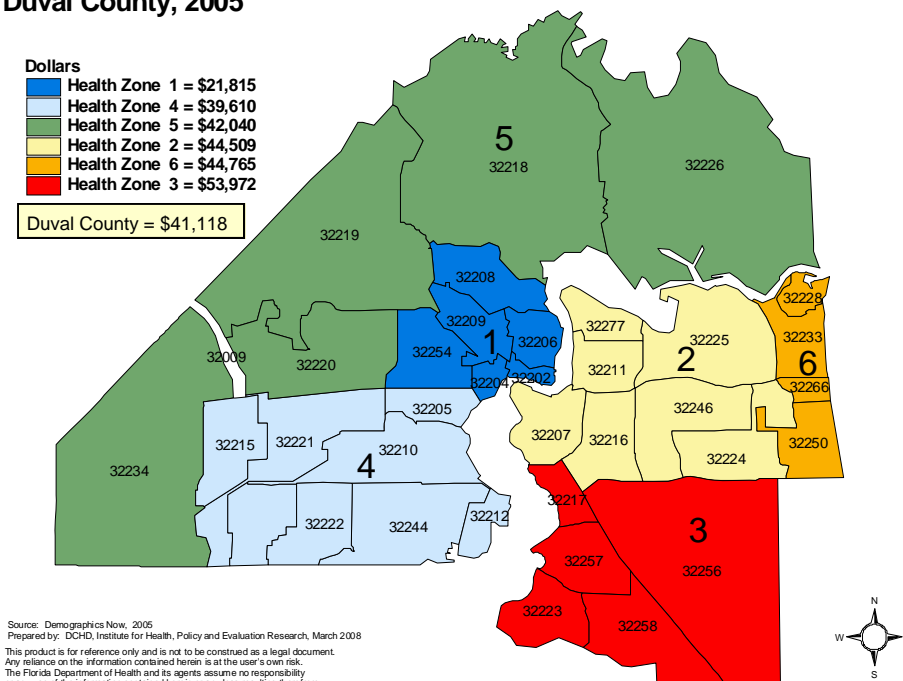 Duval County, 2005
Dollars
Health Zone 1 = $21,815
Health Zone 4 = $39,610
Health Zone 5 = $42,040
Health Zone 2 = $44,509
Health Zone 6 = $44,765
Health Zone 3 = $53,972
Duval County = $41,118
5
32218
32226
32219
32208
32228
32209
32277
32233
32225
32206
1
32254
32009
2
6
32220
32211
32204
32202
32266
32205
32246
32207
32216
32250
32215
32221
32210
32224
4
32234
32217
32212
32222
32244
3
32257
32256
32223
32258
N
W
E
S
Source: Demographics Now, 2005
Prepared by: DCHD, Institute for Health, Policy and Evaluation Research, March 2008
This product is for reference only and is not to be construed as a legal document.
Any reliance on the information contained herein is at the user's own risk.
The Florida Department of Health and its agents assume no responsibility